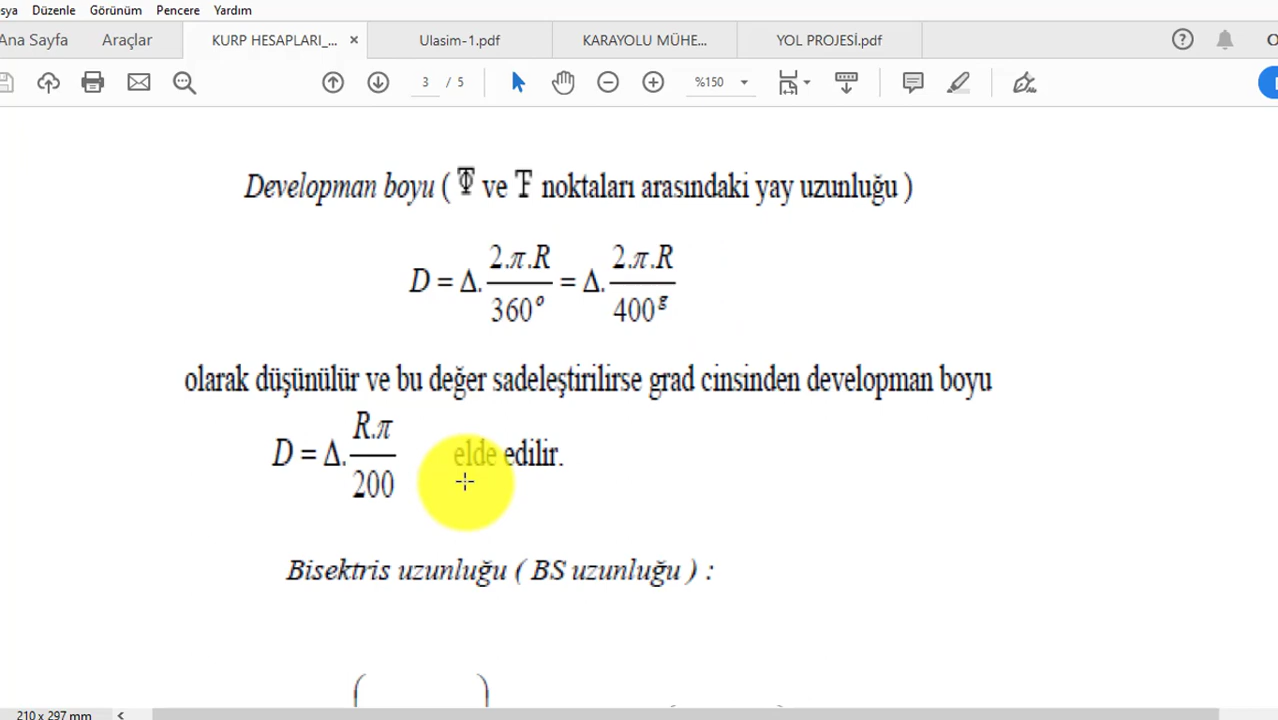 sya Düzenle Görünüm Pencere Yardım
Ana Sayfa Araçlar KURP HESAPLARI_... × Ulasim-1.pdf KARAYOLU MÜHE... YOL PROJESİ.pdf
3 / 5 %150
Developman boyu ( ve noktaları arasındaki yay uzunluğu )
D = Δ. 2.π.R / 360° = Δ. 2.π.R / 400ᵍ
olarak düşünülür ve bu değer sadeleştirilirse grad cinsinden developman boyu
D = Δ. R.π / 200 elde edilir.
Bisektris uzunluğu ( BS uzunluğu ) :
210 x 297 mm